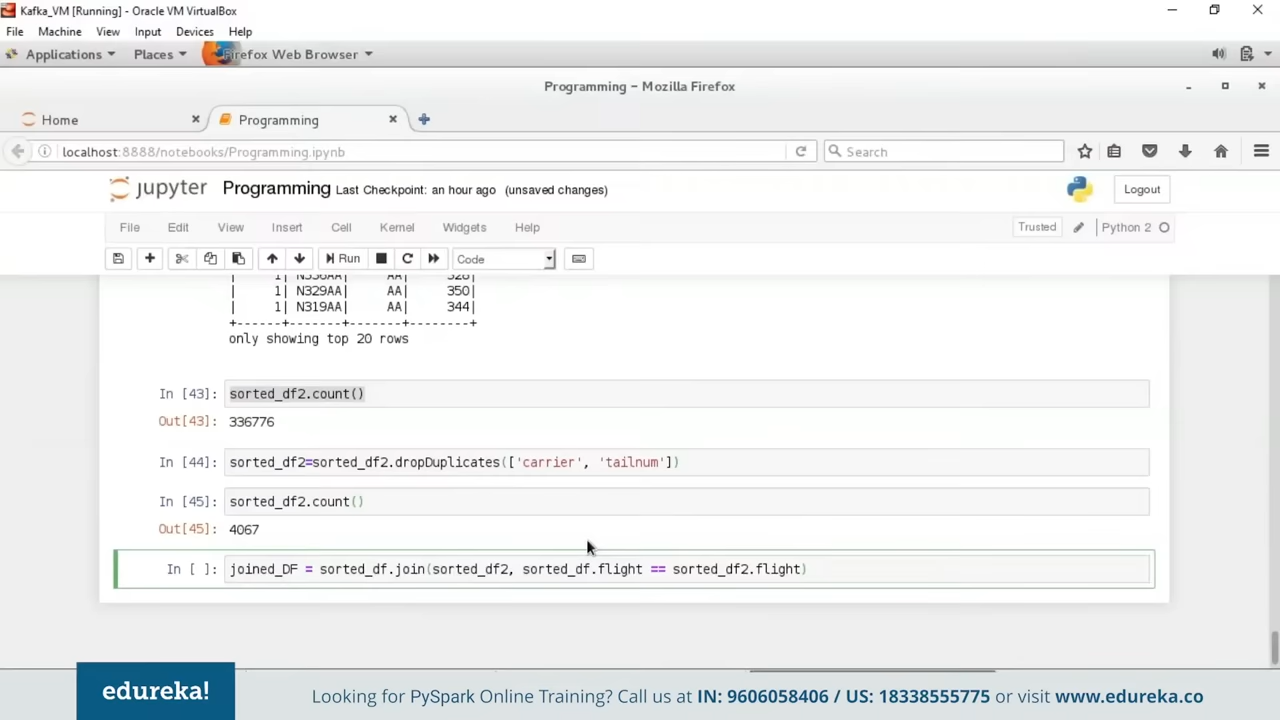 Kafka_VM [Running] - Oracle VM VirtualBox
File Machine View Input Devices Help
Applications Places Firefox Web Browser
Programming – Mozilla Firefox
Home Programming
localhost:8888/notebooks/Programming.ipynb Search
jupyter Programming Last Checkpoint: an hour ago (unsaved changes) Logout
File Edit View Insert Cell Kernel Widgets Help Trusted Python 2
Run Code
| 1| N329AA| AA| 350|
| 1| N319AA| AA| 344|
+------+-------+-------+--------+
only showing top 20 rows
In [43]: sorted_df2.count()
Out[43]: 336776
In [44]: sorted_df2=sorted_df2.dropDuplicates(['carrier', 'tailnum'])
In [45]: sorted_df2.count()
Out[45]: 4067
In [ ]: joined_DF = sorted_df.join(sorted_df2, sorted_df.flight == sorted_df2.flight)
edureka! Looking for PySpark Online Training? Call us at IN: 9606058406 / US: 18338555775 or visit www.edureka.co